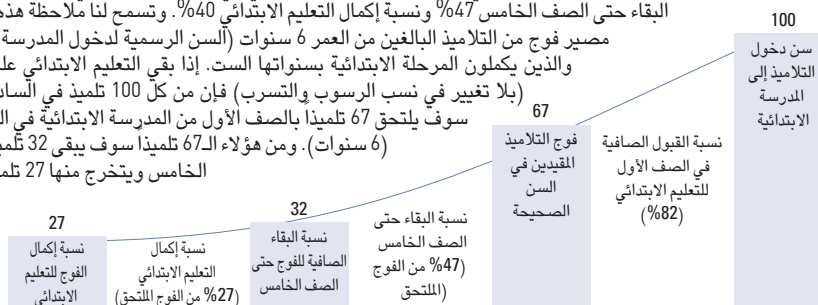 البقاء حتى الصف الخامس 47% ونسبة إكمال التعليم الابتدائي 40%. وتسمح لنا ملاحظة هذه
مصير فوج من التلاميذ البالغين من العمر 6 سنوات (السن الرسمية لدخول المدرسة
والذين يكملون المرحلة الابتدائية بسنواتها الست. إذا بقي التعليم الابتدائي
(بلا تغيير في نسب الرسوب والتسرب) فإن من كل 100 تلميذ في
سوف يلتحق 67 تلميذاً بالصف الأول من المدرسة الابتدائية في
(6 سنوات). ومن هؤلاء الـ67 تلميذاً سوف يبقى 32
الخامس ويتخرج منها 27
100
سن دخول
التلاميذ إلى
المدرسة
الابتدائية
نسبة القبول الصافية
في الصف الأول
للتعليم الابتدائي
(82%)
67
فوج التلاميذ
المقيدين في
السن
الصحيحة
نسبة البقاء حتى
الصف الخامس
(47% من الفوج
الملتحق)
32
نسبة البقاء
الصافية للفوج حتى
الصف الخامس
نسبة إكمال
التعليم الابتدائي
(27% من الفوج الملتحق)
27
نسبة إكمال
الفوج للتعليم
الابتدائي